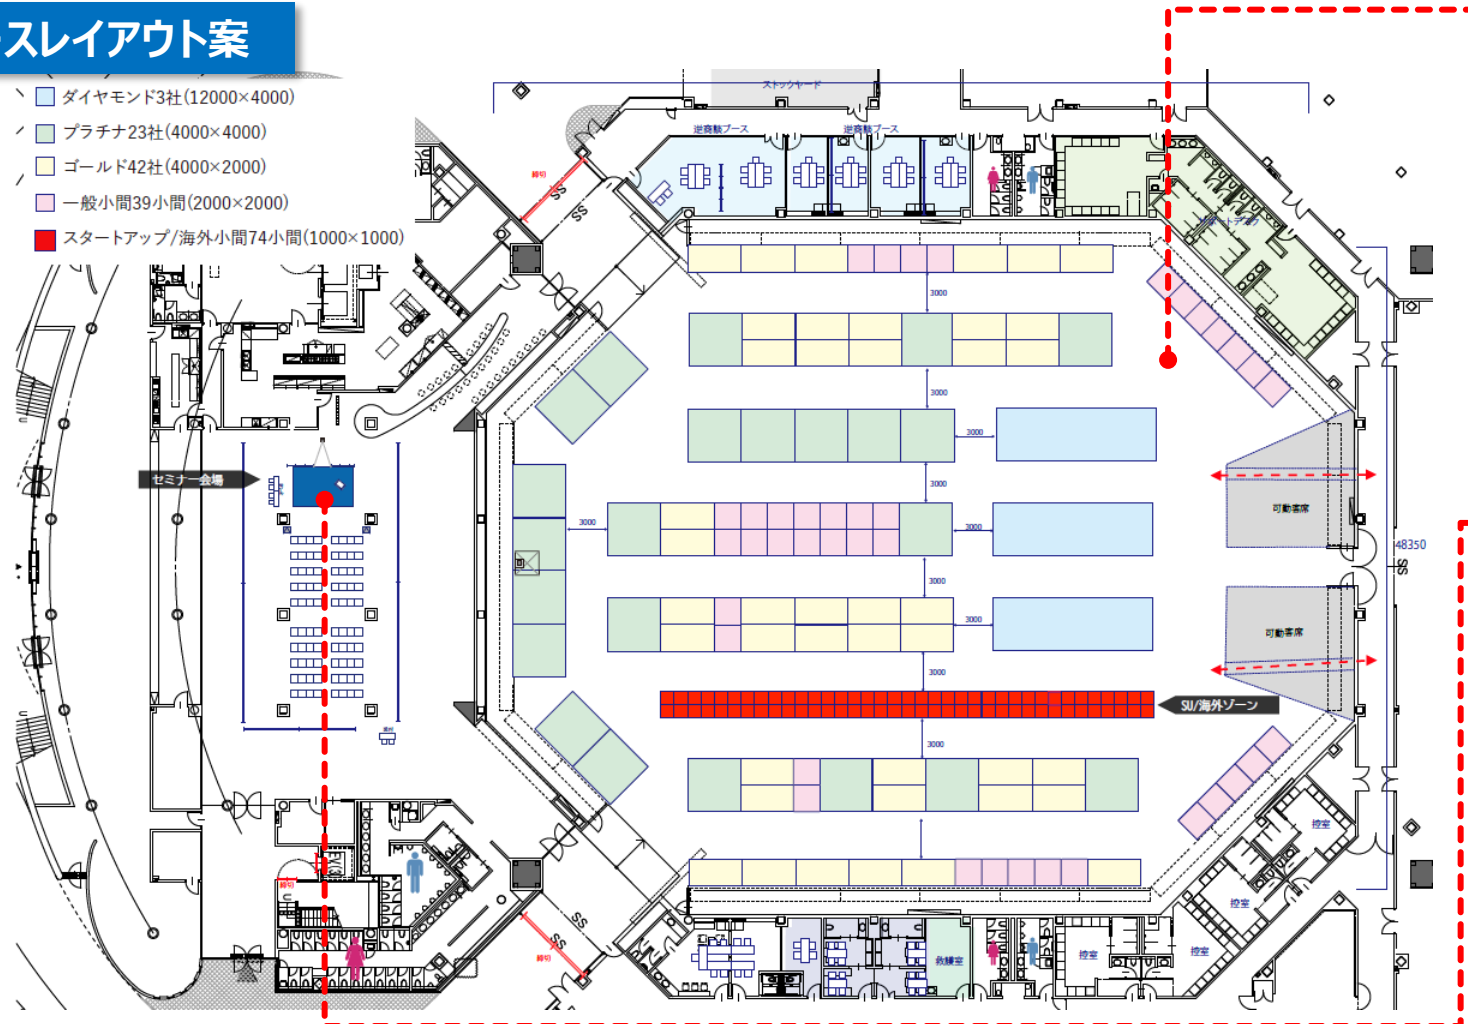 スレイアウト案
ダイヤモンド3社(12000×4000)
プラチナ23社(4000×4000)
ゴールド42社(4000×2000)
一般小間39小間(2000×2000)
スタートアップ/海外小間74小間(1000×1000)
ストックヤード
逆商談ブース
逆商談ブース
締切
SS
SS
3000
3000
3000
3000
セミナー会場
可動客席
3000
3000
48350
SS
3000
3000
可動客席
3000
SU/海外ゾーン
3000
控室
締切
控室
SS
SS
締切
救護室
控室
控室